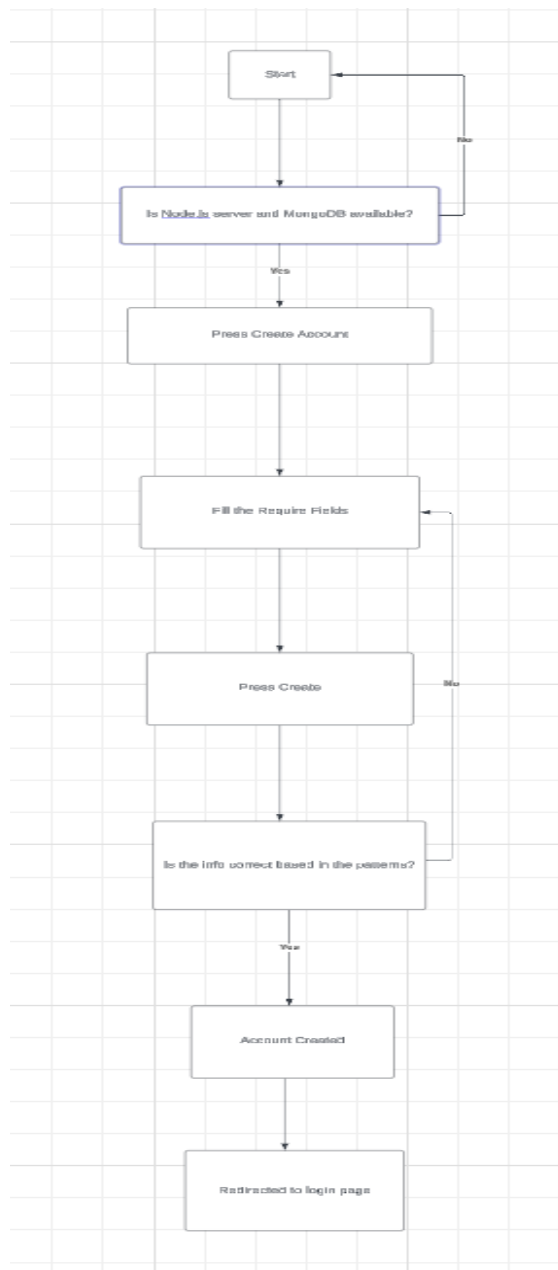 Start
No
Is Node.js server and MongoDB available?
Yes
Press Create Account
Fill the Require Fields
Press Create
No
Is the info correct based in the patterns?
Yes
Account Created
Redirected to login page